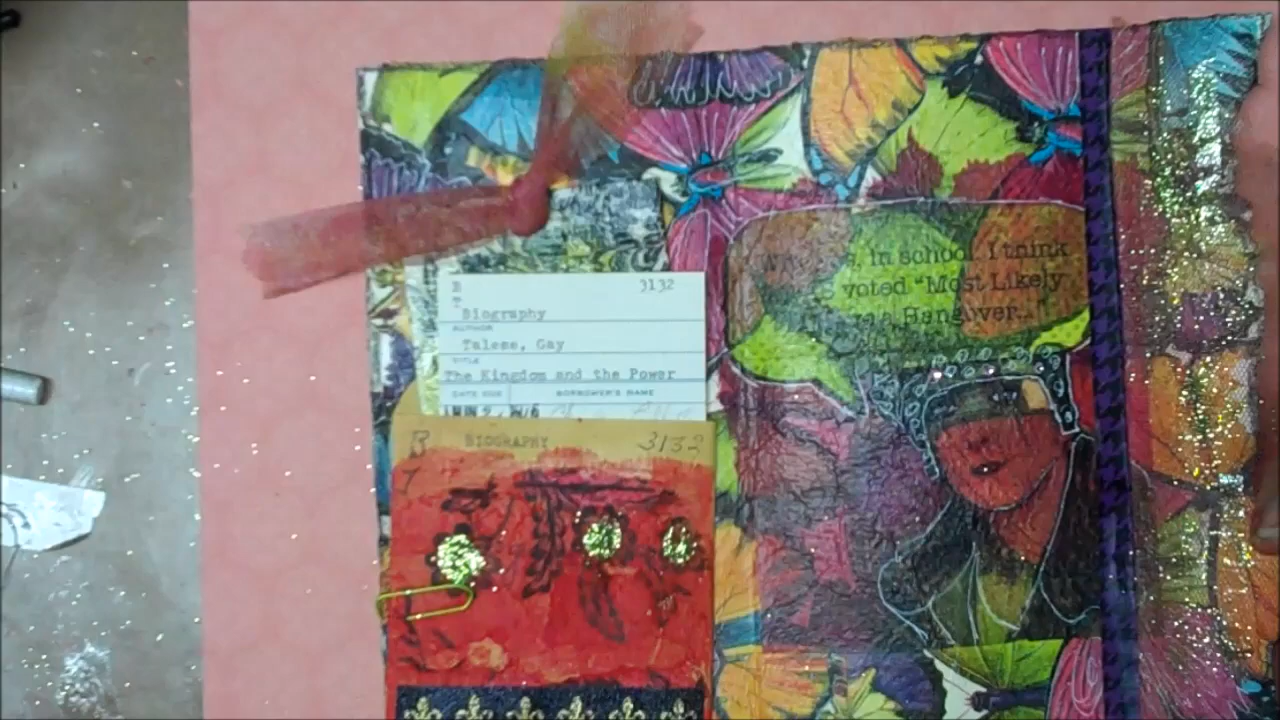 B 3132
T
Biography
AUTHOR
Talese, Gay
TITLE
The Kingdom and the Power
DATE DUE BORROWER'S NAME
B BIOGRAPHY 3132
T
, in school I think
voted "Most Likely
a Hangover..."